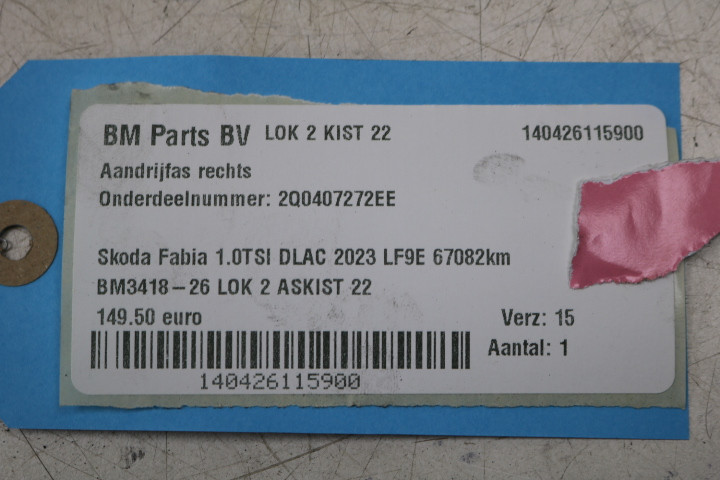 BM Parts BV LOK 2 KIST 22 140426115900
Aandrijfas rechts
Onderdeelnummer: 2Q0407272EE
Skoda Fabia 1.0TSI DLAC 2023 LF9E 67082km
BM3418-26 LOK 2 ASKIST 22
149.50 euro Verz: 15
Aantal: 1
140426115900